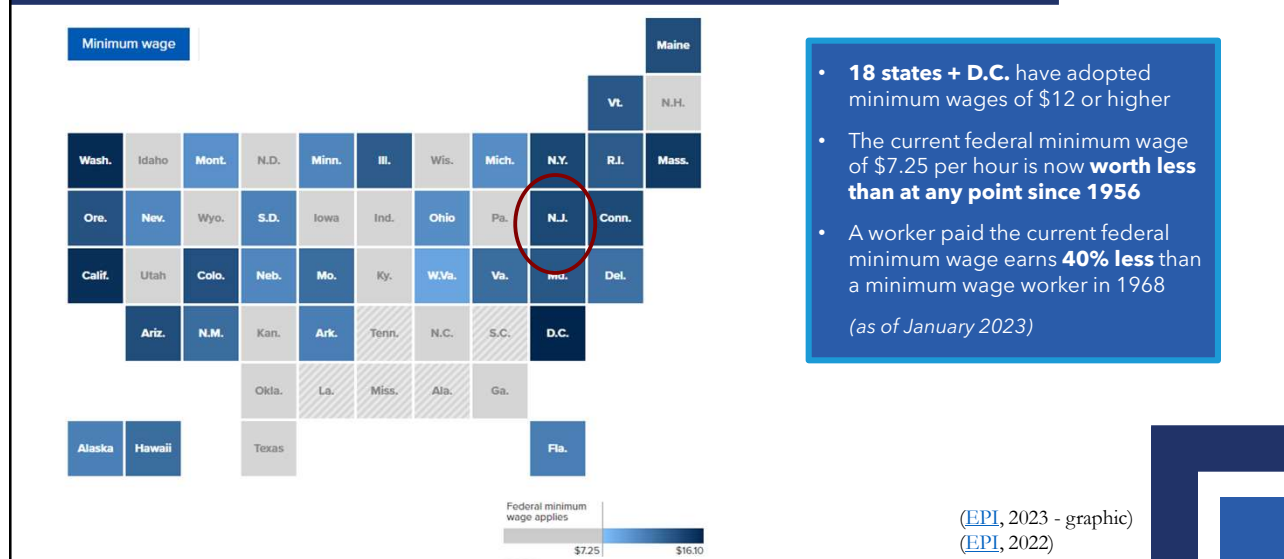 Minimum wage
Maine
Vt. N.H.
Wash. Idaho Mont. N.D. Minn. Ill. Wis. Mich. N.Y. R.I. Mass.
Ore. Nev. Wyo. S.D. Iowa Ind. Ohio Pa. N.J. Conn.
Calif. Utah Colo. Neb. Mo. Ky. W.Va. Va. Md. Del.
Ariz. N.M. Kan. Ark. Tenn. N.C. S.C. D.C.
Okla. La. Miss. Ala. Ga.
Alaska Hawaii Texas Fla.
Federal minimum
wage applies
$7.25 $16.10
• 18 states + D.C. have adopted
minimum wages of $12 or higher
• The current federal minimum wage
of $7.25 per hour is now worth less
than at any point since 1956
• A worker paid the current federal
minimum wage earns 40% less than
a minimum wage worker in 1968
(as of January 2023)
(EPI, 2023 - graphic)
(EPI, 2022)